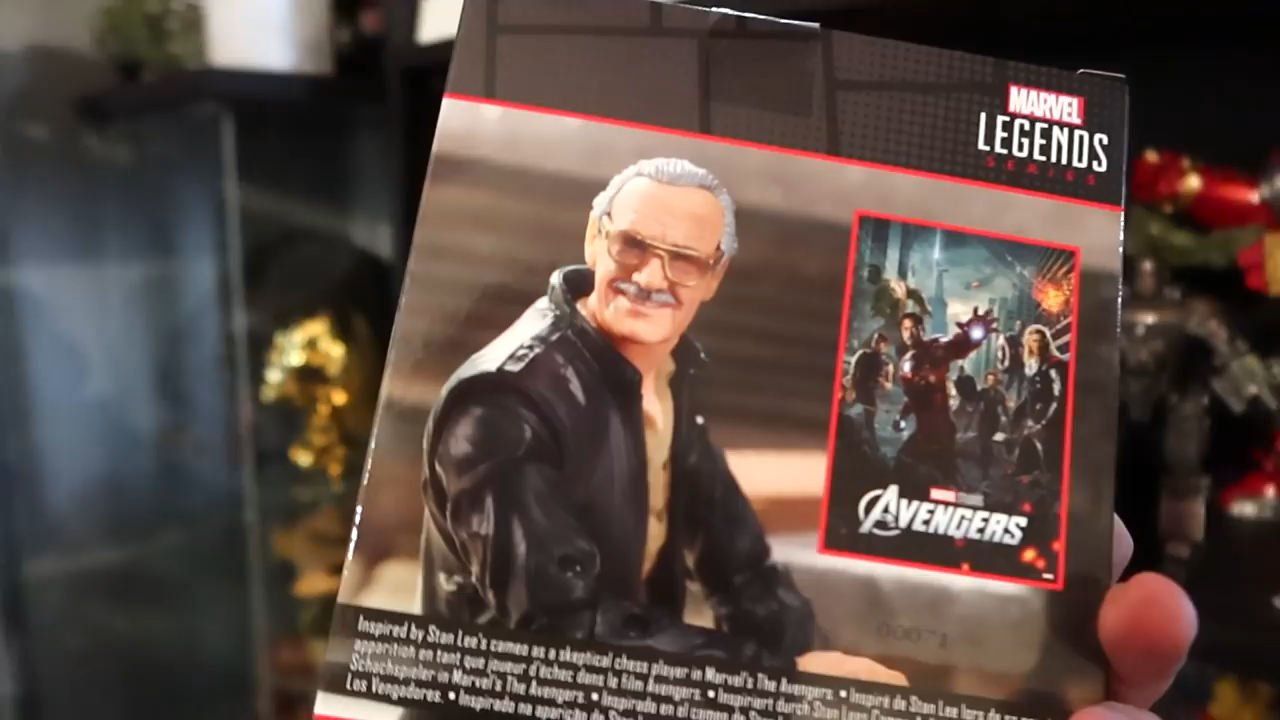 MARVEL
LEGENDS
SERIES
AVENGERS
00071
Inspired by Stan Lee's cameo as a skeptical chess player in Marvel's The Avengers. • Inspiré de Stan Lee lors de
apparition en tant que joueur d'échec dans le film Avengers. • Inspiriert durch Stan Lees
Schachspieler in Marvel's The Avengers. • Inspirado en el cameo de Stan
Los Vengadores. • Inspirado na aparição de